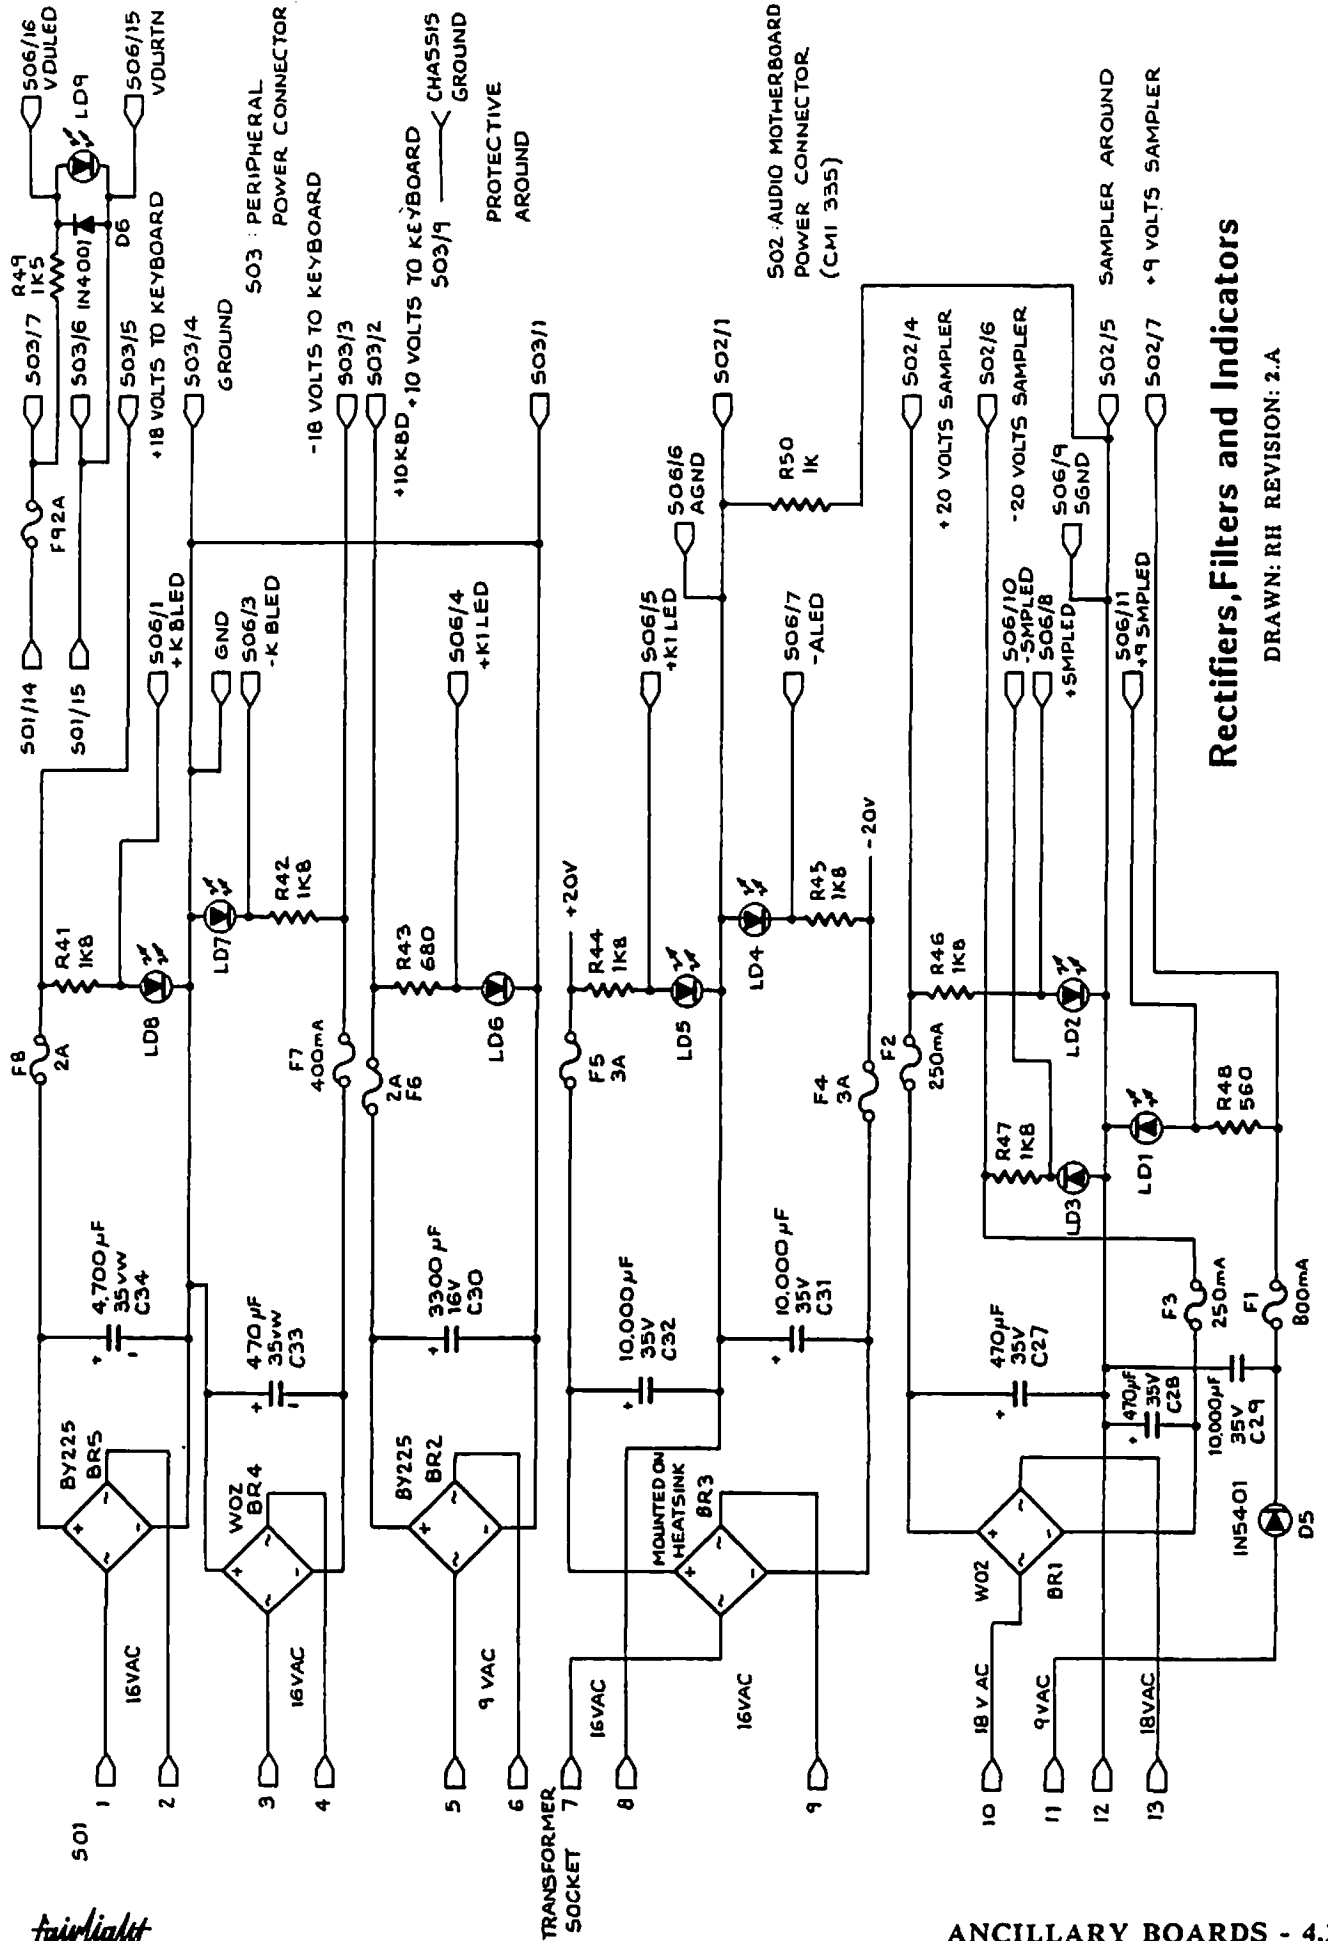 fairlight
ANCILLARY BOARDS - 4.
Rectifiers, Filters and Indicators
DRAWN: RH REVISION: 2.A
S01
1
2
3
4
5
6
TRANSFORMER
SOCKET
7
8
9
10
11
12
13
16VAC
16VAC
9 VAC
16VAC
16VAC
18 V AC
9VAC
18VAC
BY225
BR5
+
~
~
-
WOZ
BR4
+
~
~
-
BY225
BR2
+
~
~
-
MOUNTED ON
HEATSINK
BR3
+
~
~
-
W02
BR1
+
~
~
-
IN5401
D5
+
4,700µF
35VW
C34
-
+
470µF
35VW
C33
-
+
3300µF
16V
C30
+
10,000µF
35V
C32
+
10,000µF
35V
C31
+
470µF
35V
C27
+
470µF
35V
C28
10,000µF
35V
C29
F8
2A
F7
400mA
2A
F6
F5
3A
F4
3A
F2
250mA
F3
250mA
F1
800mA
R41
1K8
LD8
LD7
R42
1K8
R43
680
LD6
+20V
R44
1K8
LD5
LD4
R45
1K8
-20V
R46
1K8
LD2
R47
1K8
LD3
LD1
R48
560
S01/14
S01/15
F92A
S06/1
+K BLED
GND
S06/3
-K BLED
S06/4
+K1LED
S06/5
+K1LED
S06/6
AGND
S06/7
-ALED
R50
1K
S06/10
-SMPLED
S06/8
+SMPLED
S06/9
SGND
S06/11
+9 SMPLED
S03/7
S03/6
S03/5
+18 VOLTS TO KEYBOARD
S03/4
GROUND
S03 : PERIPHERAL
POWER CONNECTOR
-18 VOLTS TO KEYBOARD
S03/3
S03/2
+10KBD
+10 VOLTS TO KEYBOARD
S03/9
CHASSIS
GROUND
PROTECTIVE
AROUND
S03/1
S02/1
S02 : AUDIO MOTHERBOARD
POWER CONNECTOR
(CMI 335)
S02/4
+20 VOLTS SAMPLER
S02/6
-20 VOLTS SAMPLER
S02/5
SAMPLER AROUND
S02/7
+9 VOLTS SAMPLER
R49
1K5
IN4001
D6
LD9
S06/16
VDULED
S06/15
VDURTN